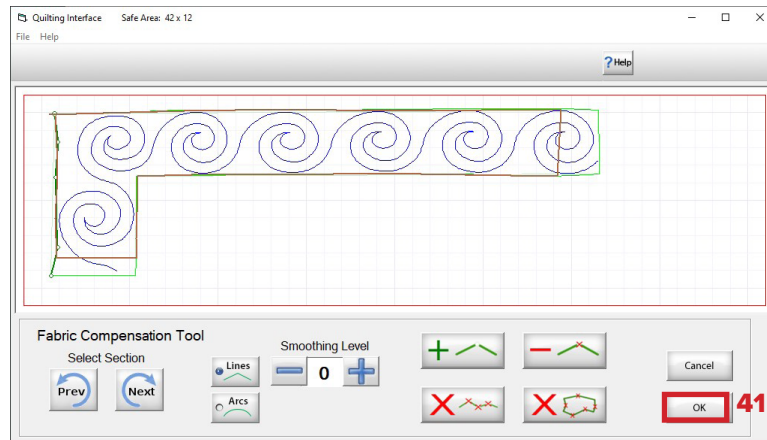 Quilting Interface Safe Area: 42 x 12
File Help
?Help
Fabric Compensation Tool
Select Section
Prev
Next
Lines
Arcs
Smoothing Level
0
Cancel
OK
41